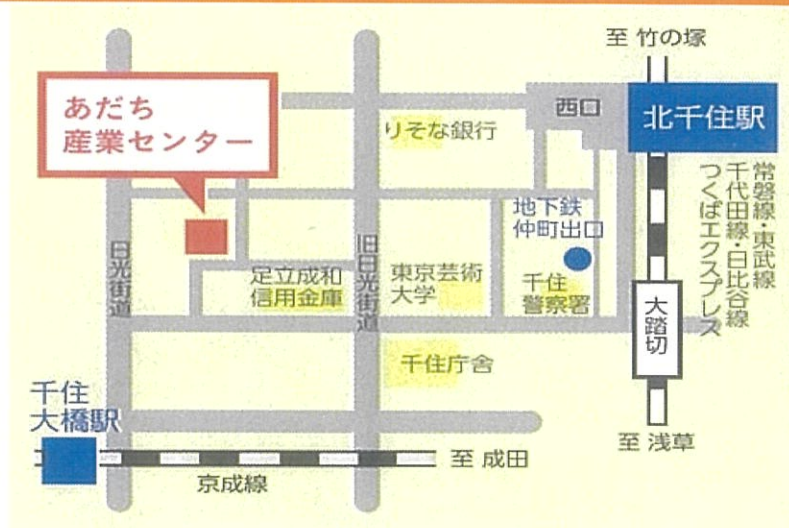 至 竹の塚
あだち
産業センター
西口
北千住駅
りそな銀行
常磐線・東武線
千代田線・日比谷線
つくばエクスプレス
地下鉄
仲町出口
日光街道
旧日光街道
足立成和
信用金庫
東京芸術
大学
千住
警察署
大踏切
千住庁舎
千住
大橋駅
至 浅草
至 成田
京成線